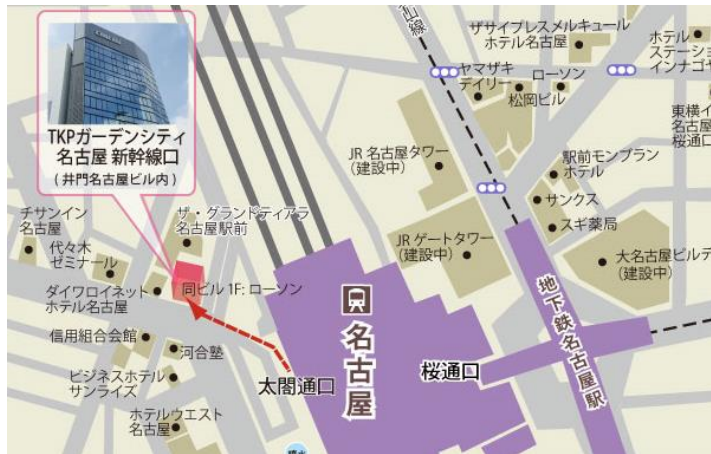 TKPガーデンシティ
名古屋 新幹線口
( 井門名古屋ビル内 )
チサンイン
名古屋
代々木
ゼミナール
ザ・グランドティアラ
名古屋駅前
ダイワロイネット
ホテル名古屋
同ビル 1F: ローソン
信用組合会館
河合塾
ビジネスホテル
サンライズ
ホテルウエスト
名古屋
太閤通口
名古屋
桜通口
地下鉄名古屋駅
JR 名古屋タワー
(建設中)
JR ゲートタワー
(建設中)
ザサイプレスメルキュール
ホテル名古屋
ヤマザキ
デイリー
ローソン
松岡ビル
ホテル
ステーショ
インナゴヤ
東横イ
名古屋
桜通口
駅前モンブラン
ホテル
サンクス
スギ薬局
大名古屋ビルデ
(建設中)
山線